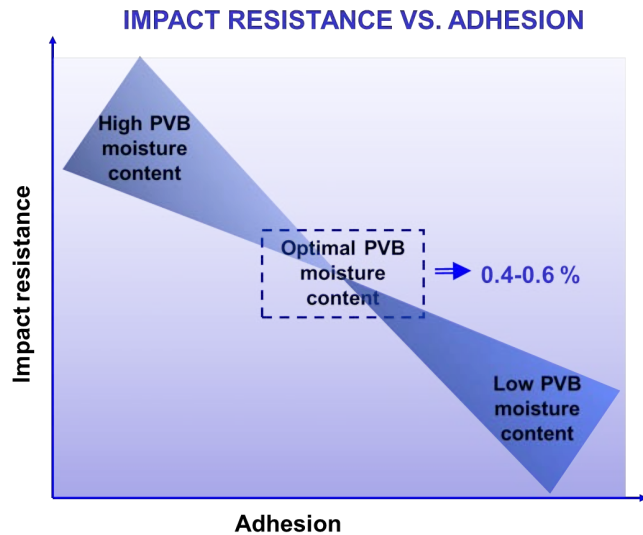 IMPACT RESISTANCE VS. ADHESION
High PVB
moisture
content
Optimal PVB
moisture
content
0.4-0.6 %
Low PVB
moisture
content
Impact resistance
Adhesion